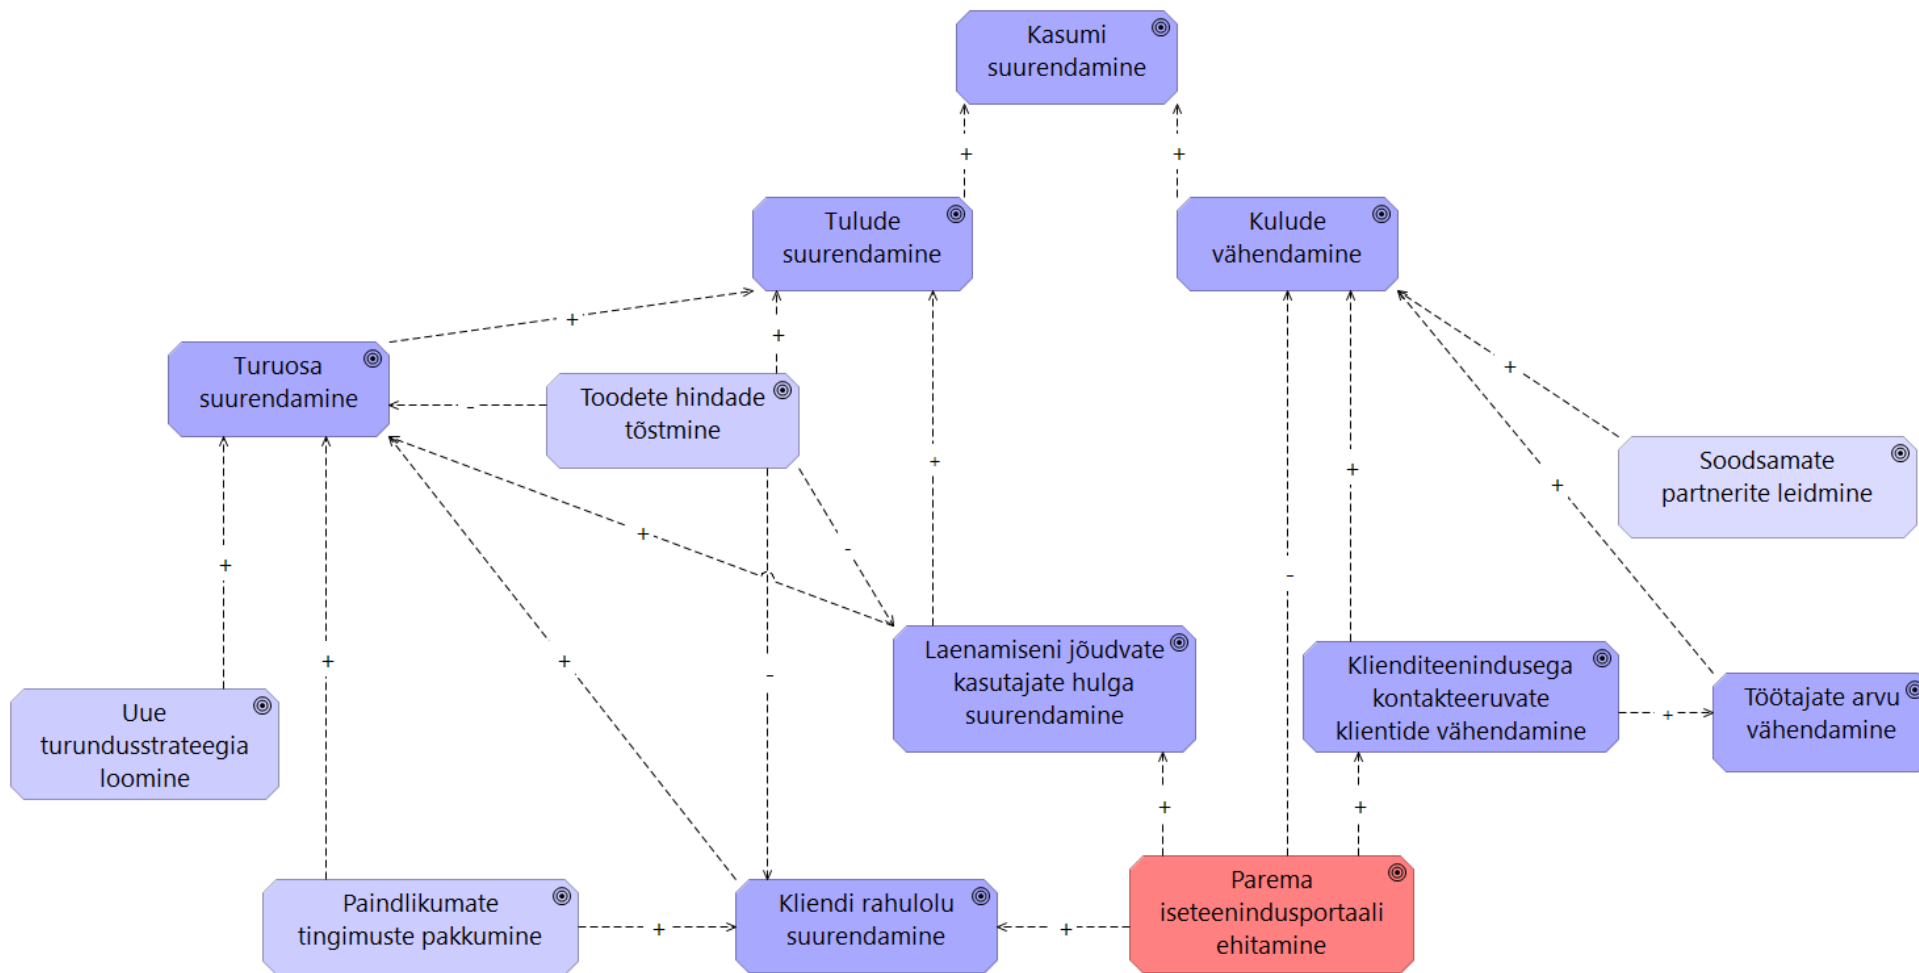 Kasumi
suurendamine
+
+
Tulude
suurendamine
Kulude
vähendamine
+
+
Turuosa
suurendamine
Toodete hindade
tõstmine
-
+
+
Soodsamate
partnerite leidmine
+
+
+
-
+
-
+
+
-
Laenamiseni jõudvate
kasutajate hulga
suurendamine
Klienditeenindusega
kontakteeruvate
klientide vähendamine
+
Töötajate arvu
vähendamine
Uue
turundusstrateegia
loomine
+
+
Paindlikumate
tingimuste pakkumine
+
Kliendi rahulolu
suurendamine
+
Parema
iseteenindusportaali
ehitamine